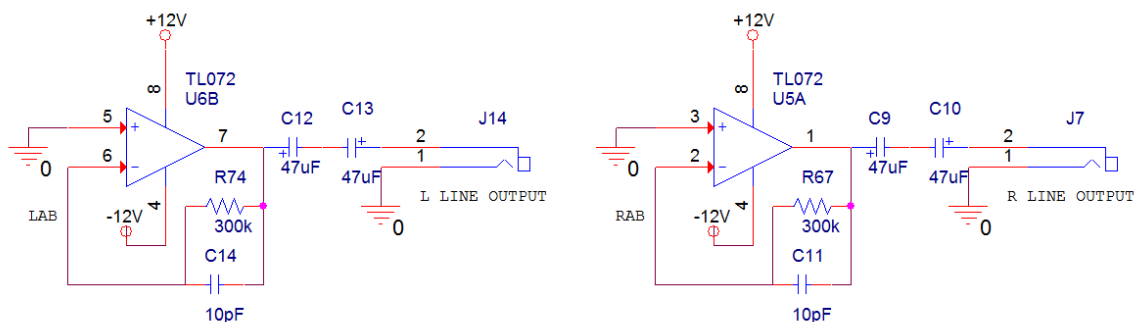 +12V
8
TL072
U6B
5
+
6
−
7
0
4
-12V
LAB
C12
+
47uF
C13
+
47uF
R74
300k
C14
10pF
J14
2
1
L LINE OUTPUT
0
+12V
8
TL072
U5A
3
+
2
−
1
0
4
-12V
RAB
C9
+
47uF
C10
+
47uF
R67
300k
C11
10pF
J7
2
1
R LINE OUTPUT
0